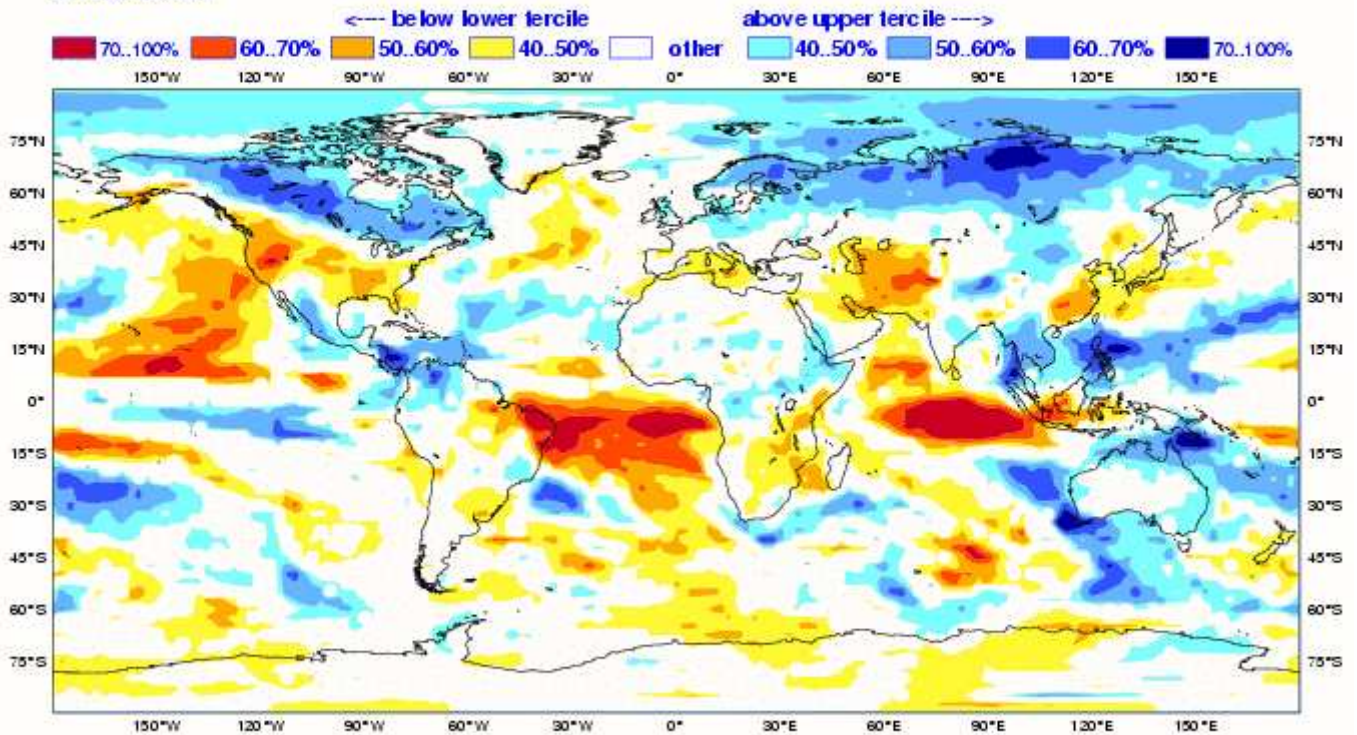 <---- below lower tercile above upper tercile ---->
70..100% 60..70% 50..60% 40..50% other 40..50% 50..60% 60..70% 70..100%
150°W 120°W 90°W 60°W 30°W 0° 30°E 60°E 90°E 120°E 150°E
75°N 75°N
60°N 60°N
45°N 45°N
30°N 30°N
15°N 15°N
0° 0°
15°S 15°S
30°S 30°S
45°S 45°S
60°S 60°S
75°S 75°S
150°W 120°W 90°W 60°W 30°W 0° 30°E 60°E 90°E 120°E 150°E